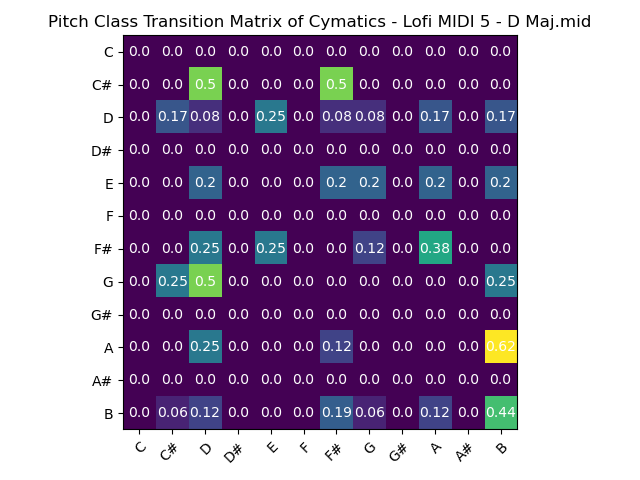 Pitch Class Transition Matrix of Cymatics - Lofi MIDI 5 - D Maj.mid
C 0.0 0.0 0.0 0.0 0.0 0.0 0.0 0.0 0.0 0.0 0.0 0.0
C# 0.0 0.0 0.5 0.0 0.0 0.0 0.5 0.0 0.0 0.0 0.0 0.0
D 0.0 0.17 0.08 0.0 0.25 0.0 0.08 0.08 0.0 0.17 0.0 0.17
D# 0.0 0.0 0.0 0.0 0.0 0.0 0.0 0.0 0.0 0.0 0.0 0.0
E 0.0 0.0 0.2 0.0 0.0 0.0 0.2 0.2 0.0 0.2 0.0 0.2
F 0.0 0.0 0.0 0.0 0.0 0.0 0.0 0.0 0.0 0.0 0.0 0.0
F# 0.0 0.0 0.25 0.0 0.25 0.0 0.0 0.12 0.0 0.38 0.0 0.0
G 0.0 0.25 0.5 0.0 0.0 0.0 0.0 0.0 0.0 0.0 0.0 0.25
G# 0.0 0.0 0.0 0.0 0.0 0.0 0.0 0.0 0.0 0.0 0.0 0.0
A 0.0 0.0 0.25 0.0 0.0 0.0 0.12 0.0 0.0 0.0 0.0 0.62
A# 0.0 0.0 0.0 0.0 0.0 0.0 0.0 0.0 0.0 0.0 0.0 0.0
B 0.0 0.06 0.12 0.0 0.0 0.0 0.19 0.06 0.0 0.12 0.0 0.44
C C# D D# E F F# G G# A A# B